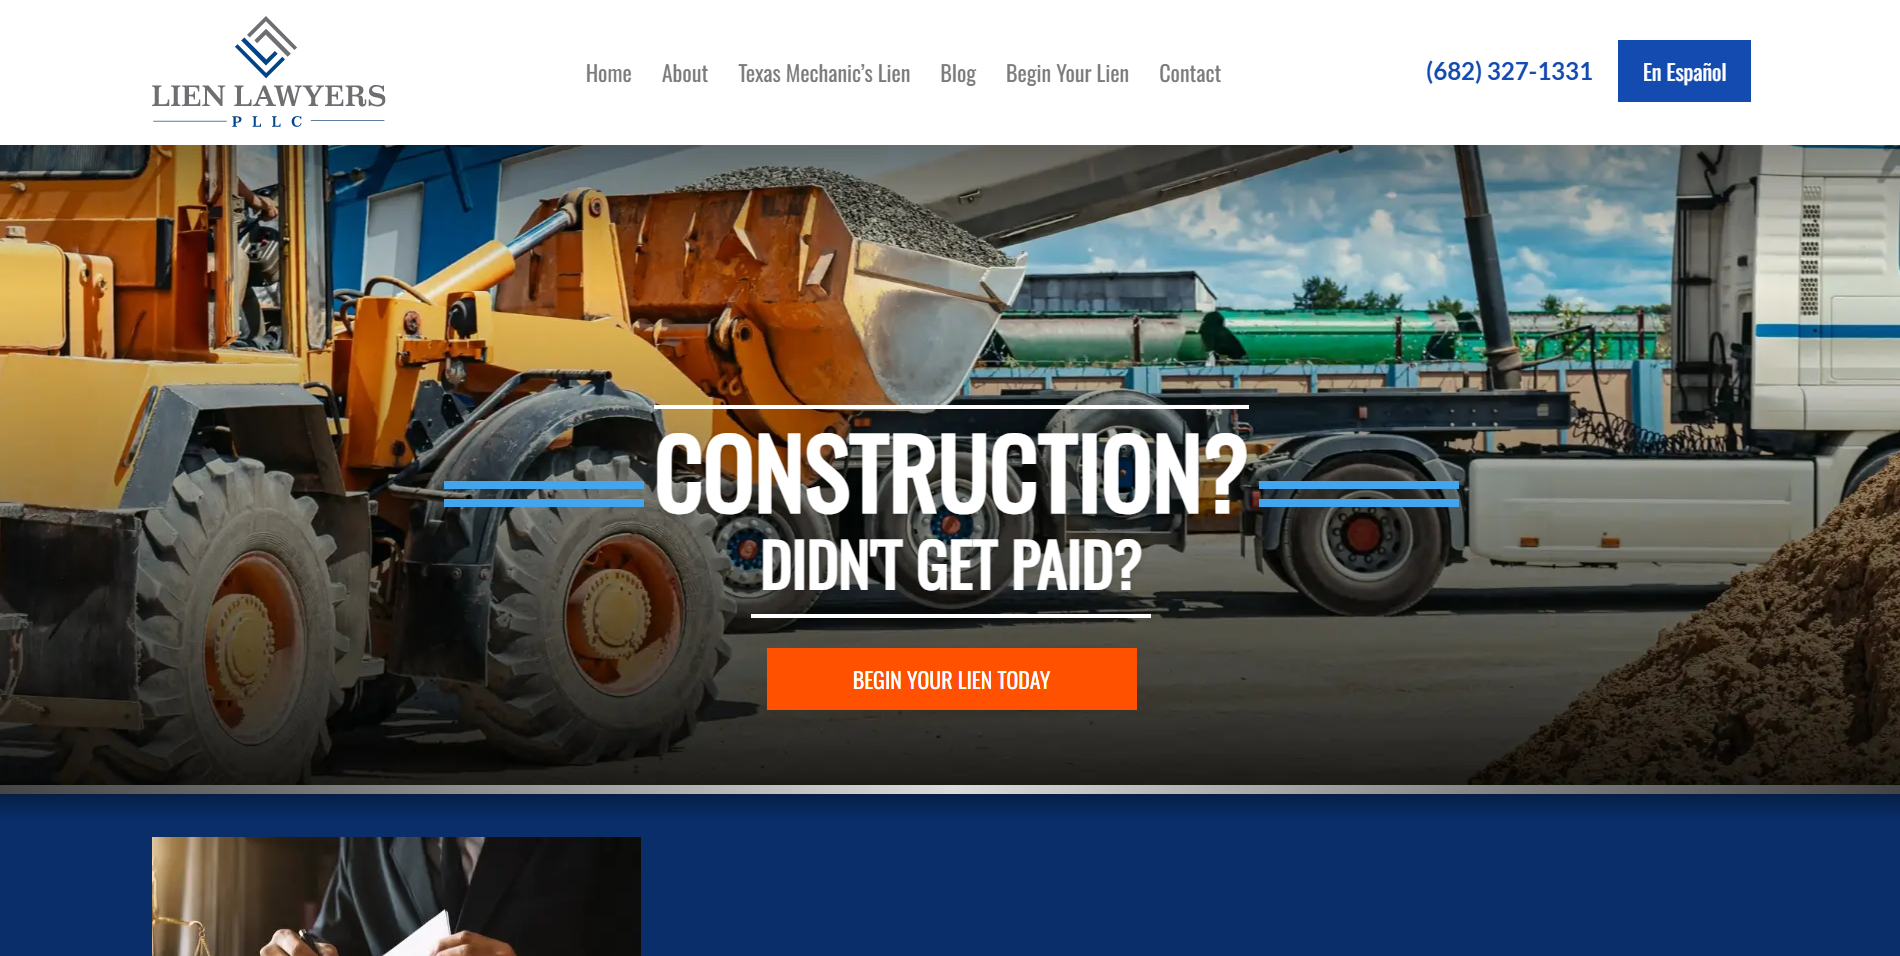 LIEN LAWYERS
PLLC
Home About Texas Mechanic’s Lien Blog Begin Your Lien Contact
(682) 327-1331
En Español
CONSTRUCTION?
DIDN'T GET PAID?
BEGIN YOUR LIEN TODAY